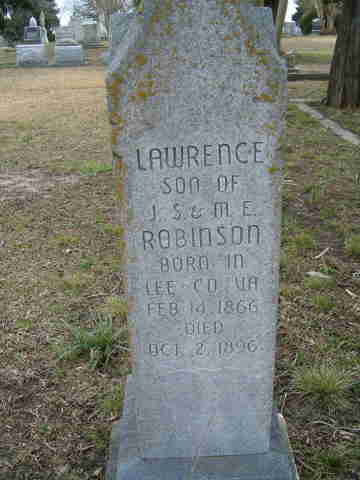 LAWRENCE
SON OF
J. S. & M. E.
ROBINSON
BORN IN
LEE CO. VA.
FEB. 14, 1866
DIED
OCT. 2, 1896.